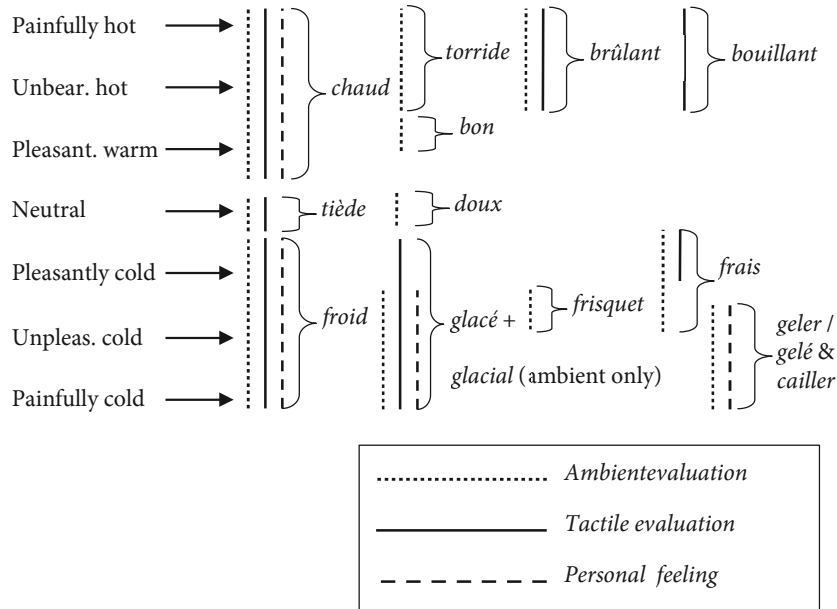 Painfully hot
torride
brûlant
bouillant
Unbear. hot
chaud
bon
Pleasant. warm
Neutral
tiède
doux
Pleasantly cold
frais
froid
glacé +
frisquet
Unpleas. cold
geler /
gelé &
cailler
glacial (ambient only)
Painfully cold
Ambientevaluation
Tactile evaluation
Personal feeling